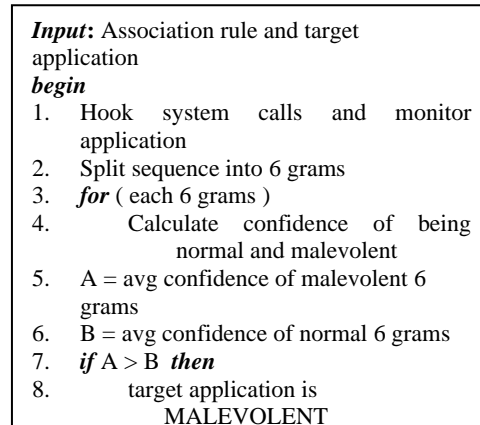 Input: Association rule and target
application
begin
1. Hook system calls and monitor
application
2. Split sequence into 6 grams
3. for ( each 6 grams )
4. Calculate confidence of being
normal and malevolent
5. A = avg confidence of malevolent 6
grams
6. B = avg confidence of normal 6 grams
7. if A > B then
8. target application is
MALEVOLENT